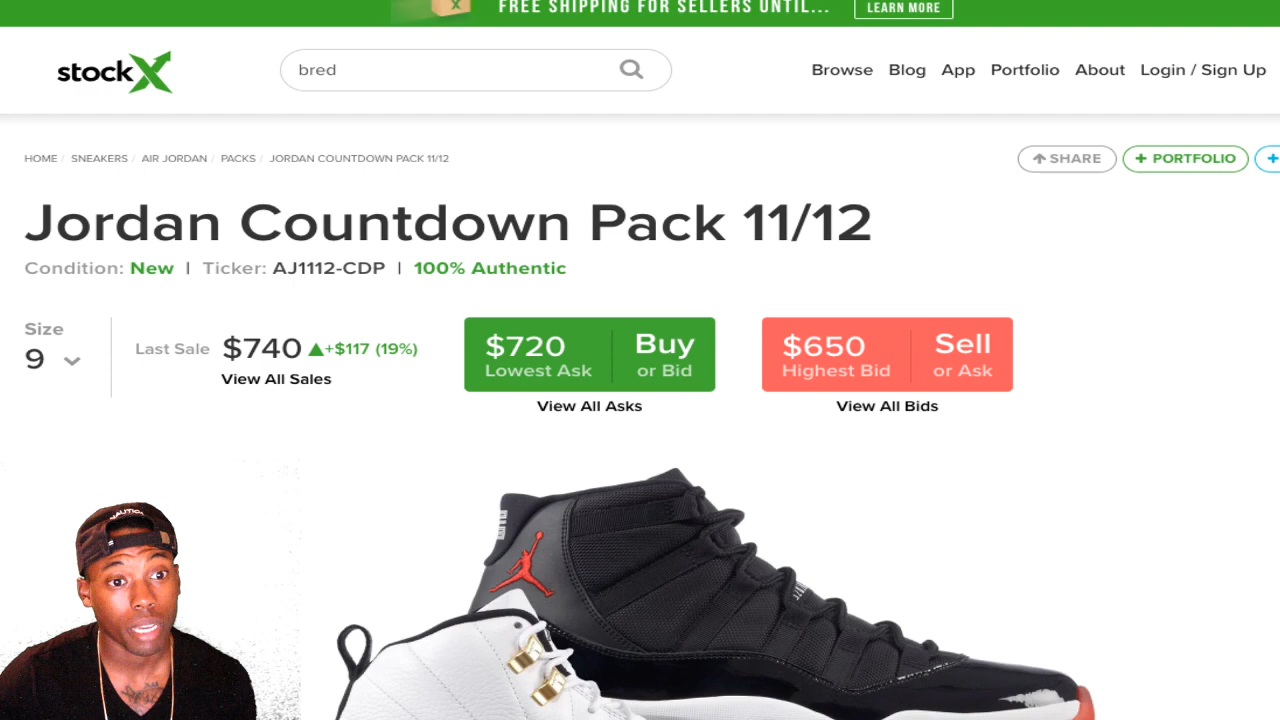 FREE SHIPPING FOR SELLERS UNTIL...
LEARN MORE
stockX
bred
Browse Blog App Portfolio About Login / Sign Up
HOME / SNEAKERS / AIR JORDAN / PACKS / JORDAN COUNTDOWN PACK 11/12
SHARE
+ PORTFOLIO
+
Jordan Countdown Pack 11/12
Condition: New | Ticker: AJ1112-CDP | 100% Authentic
Size
9
Last Sale $740 +$117 (19%)
View All Sales
$720
Lowest Ask
Buy
or Bid
View All Asks
$650
Highest Bid
Sell
or Ask
View All Bids
NAUTICA